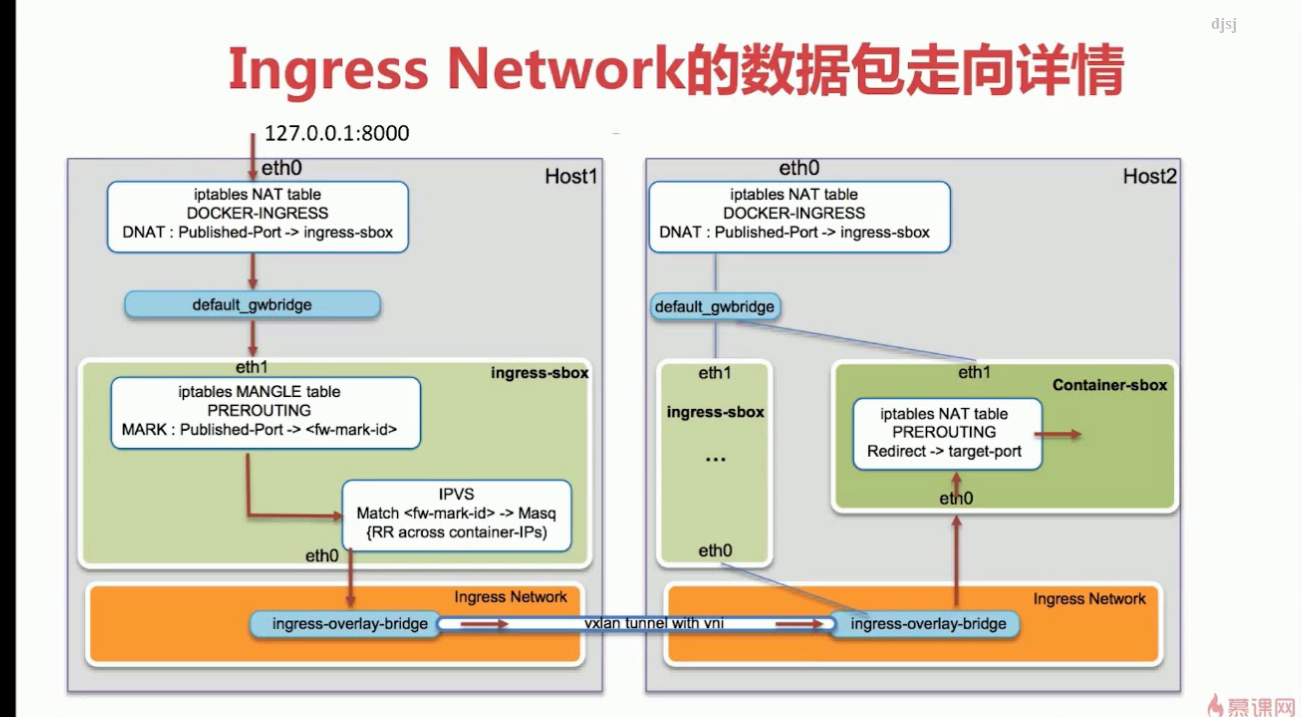 djsj
Ingress Network的数据包走向详情
127.0.0.1:8000
eth0
Host1
iptables NAT table
DOCKER-INGRESS
DNAT : Published-Port -> ingress-sbox
default_gwbridge
eth1
ingress-sbox
iptables MANGLE table
PREROUTING
MARK : Published-Port -> <fw-mark-id>
IPVS
Match <fw-mark-id> -> Masq
{RR across container-IPs)
eth0
Ingress Network
ingress-overlay-bridge
vxlan tunnel with vni
eth0
Host2
iptables NAT table
DOCKER-INGRESS
DNAT : Published-Port -> ingress-sbox
default_gwbridge
eth1
ingress-sbox
...
eth0
eth1
Container-sbox
iptables NAT table
PREROUTING
Redirect -> target-port
eth0
Ingress Network
ingress-overlay-bridge
慕课网